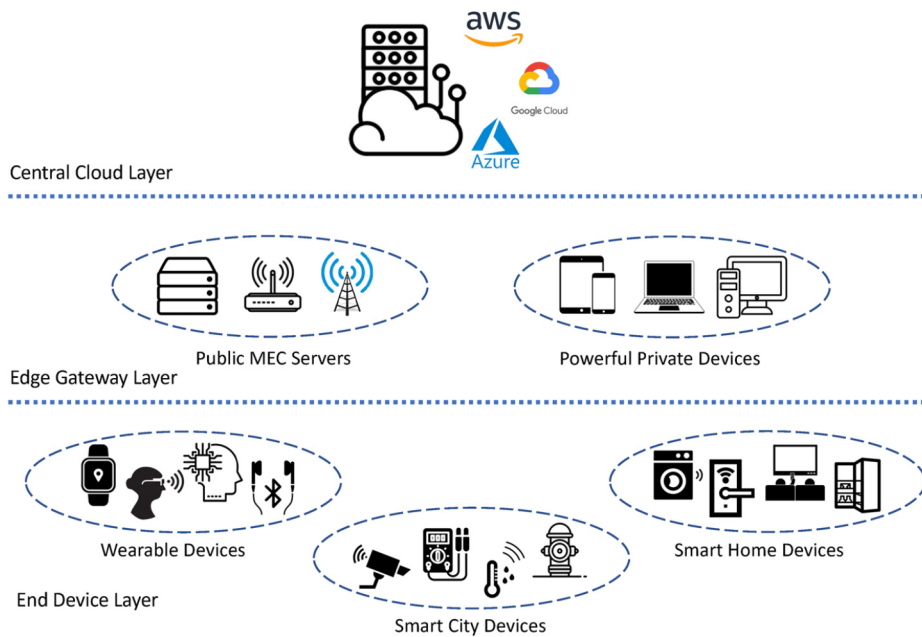 aws
Google Cloud
Azure
Central Cloud Layer
Public MEC Servers
Powerful Private Devices
Edge Gateway Layer
Wearable Devices
Smart Home Devices
End Device Layer
Smart City Devices